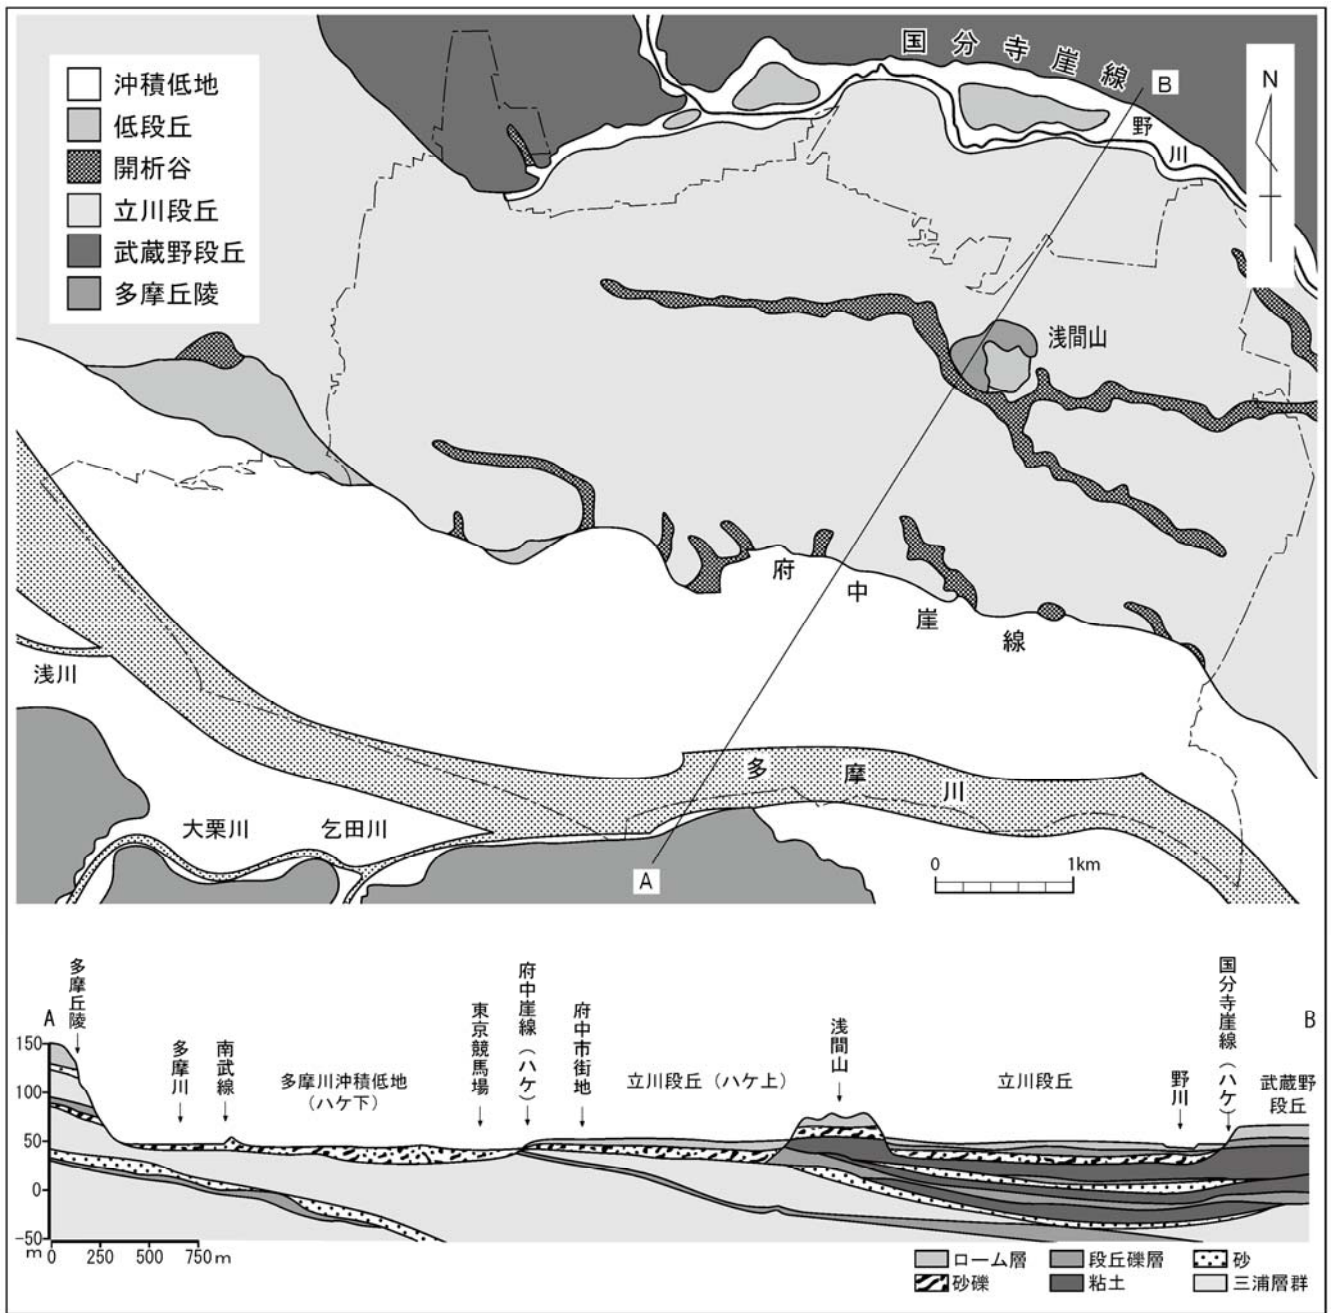 沖積低地
低段丘
開析谷
立川段丘
武蔵野段丘
多摩丘陵
国分寺崖線
B
N
野川
浅間山
府中崖線
浅川
多摩川
大栗川
乞田川
A
0 1km
A
多摩丘陵
多摩川
南武線
多摩川沖積低地
(ハケ下)
東京競馬場
府中崖線(ハケ)
府中市街地
立川段丘(ハケ上)
浅間山
立川段丘
野川
国分寺崖線(ハケ)
武蔵野
段丘
B
150
100
50
0
-50
m
0 250 500 750m
ローム層
段丘礫層
砂
砂礫
粘土
三浦層群